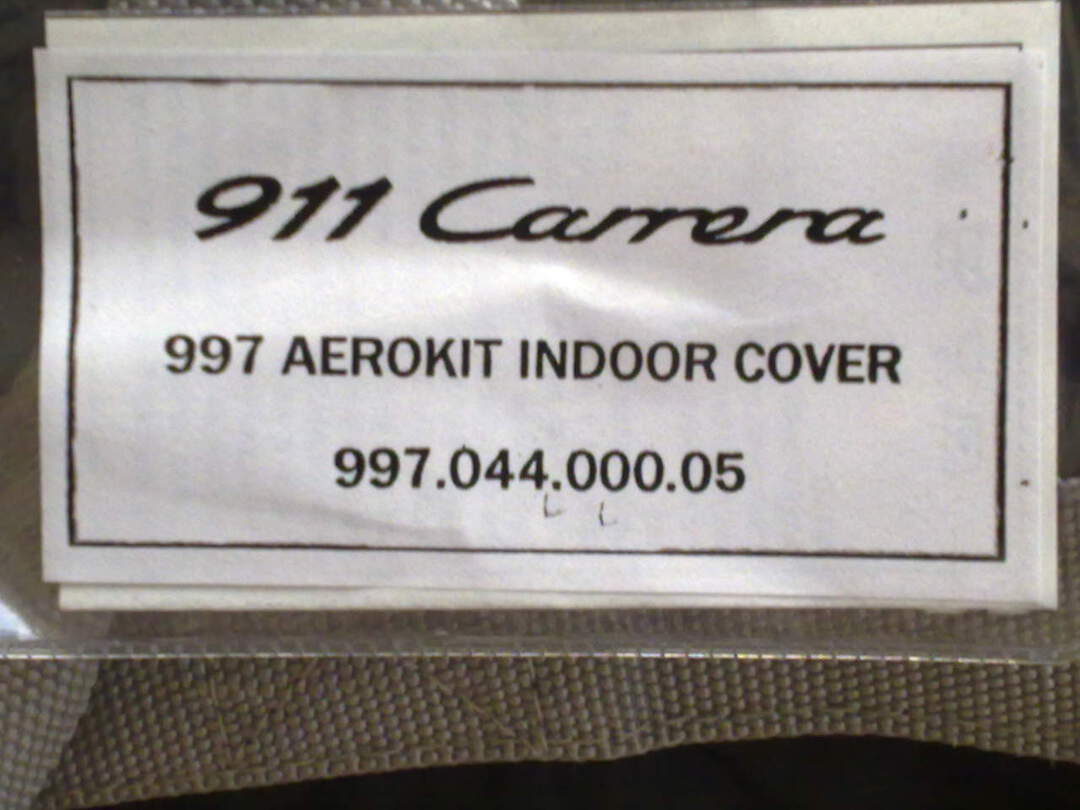 911 Carrera
997 AEROKIT INDOOR COVER
997.044.000.05